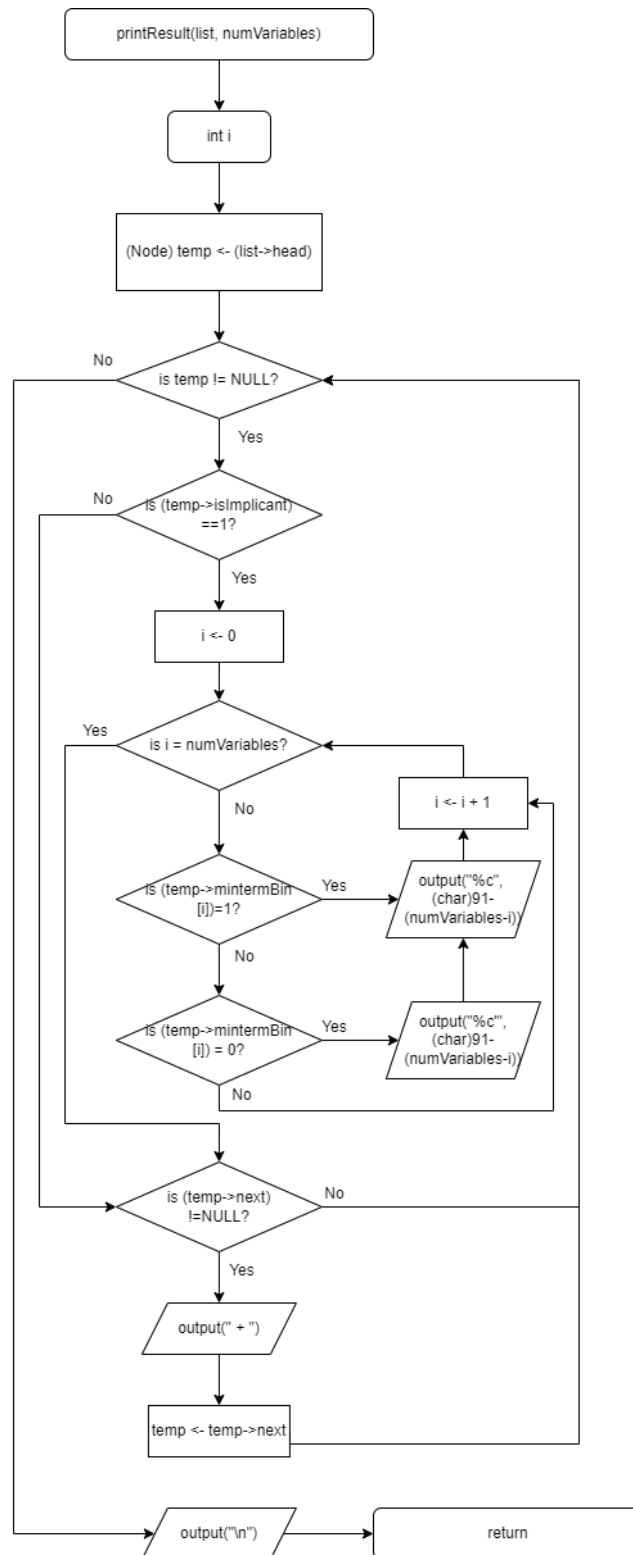 printResult(list, numVariables)
int i
(Node) temp <- (list->head)
No
is temp != NULL?
Yes
No
is (temp->isImplicant)
==1?
Yes
i <- 0
Yes
is i = numVariables?
i <- i + 1
No
is (temp->mintermBin
[i])=1?
Yes
output("%c",
(char)91-
(numVariables-i))
No
is (temp->mintermBin
[i]) = 0?
Yes
output("%c'",
(char)91-
(numVariables-i))
No
is (temp->next)
!=NULL?
No
Yes
output(" + ")
temp <- temp->next
output("\n")
return